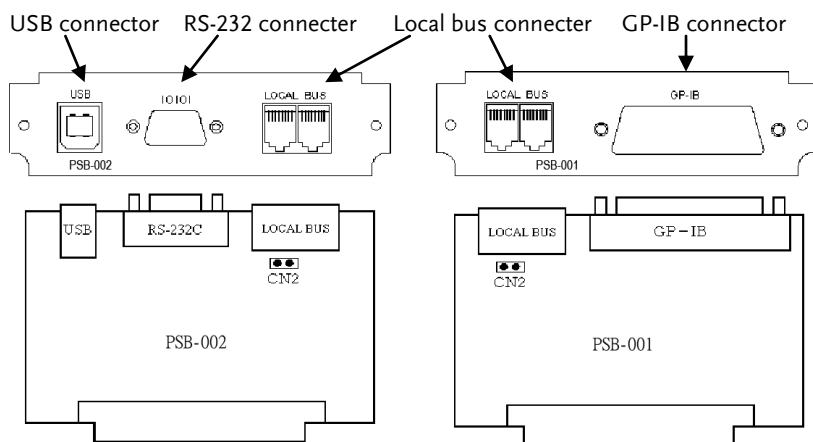 USB connector RS-232 connecter Local bus connecter GP-IB connector
USB IOIOI LOCAL BUS
PSB-002
LOCAL BUS GP-IB
PSB-001
USB RS-232C LOCAL BUS
CN2
PSB-002
LOCAL BUS GP-IB
CN2
PSB-001